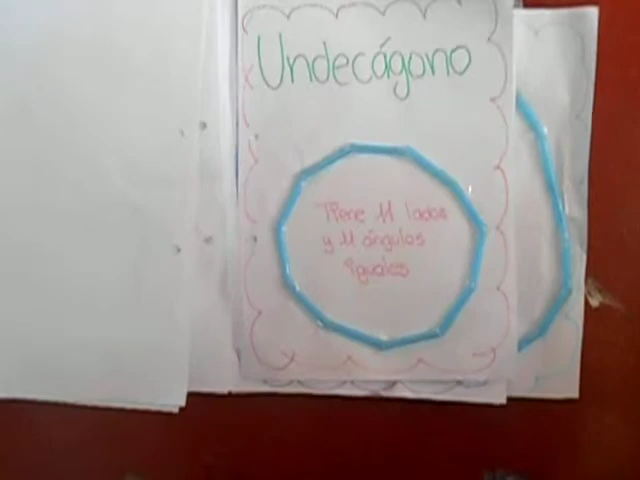 Undecágono
Tiene 11 lados
y 11 ángulos
iguales